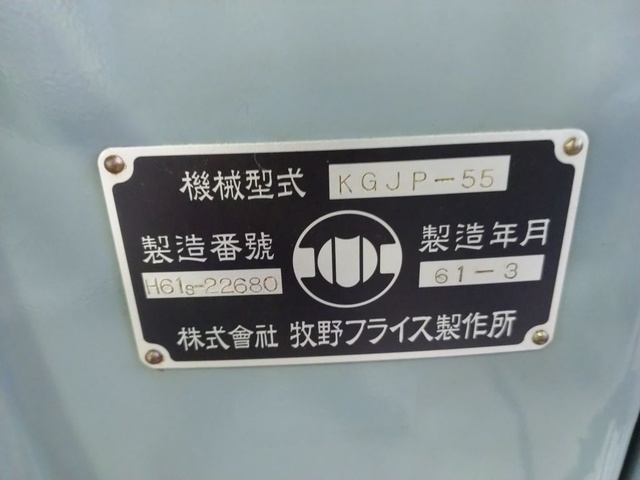 機械型式 KGJP-55
製造番號 製造年月
H61s-22680 61-3
株式會社 牧野フライス製作所